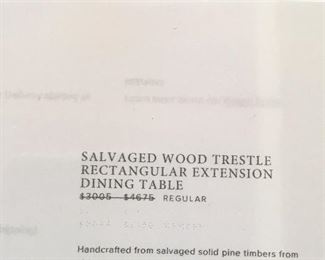 SALVAGED WOOD TRESTLE
RECTANGULAR EXTENSION
DINING TABLE
$3005 - $4675 REGULAR
Handcrafted from salvaged solid pine timbers from